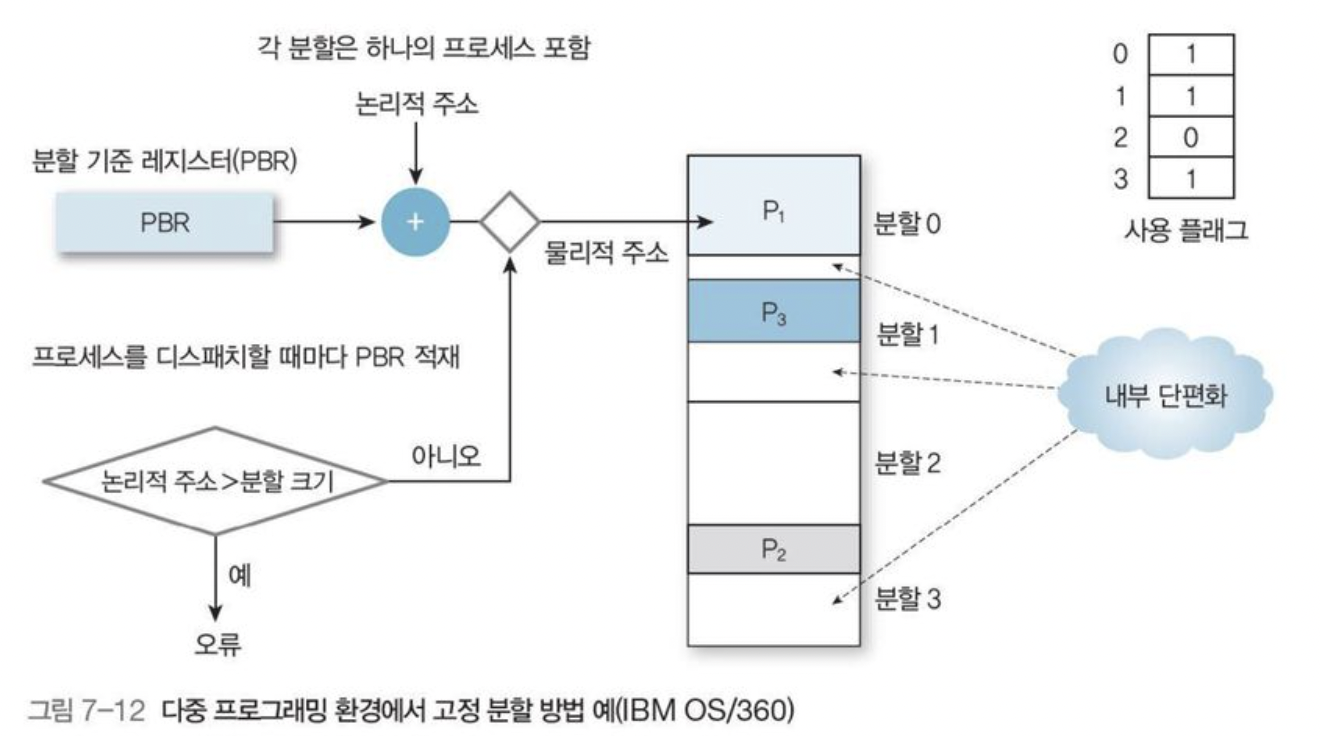 각 분할은 하나의 프로세스 포함
논리적 주소
분할 기준 레지스터(PBR)
PBR
+
물리적 주소
프로세스를 디스패치할 때마다 PBR 적재
논리적 주소>분할 크기
아니오
예
오류
P₁
분할 0
P₃
분할 1
분할 2
P₂
분할 3
0 1
1 1
2 0
3 1
사용 플래그
내부 단편화
그림 7-12 다중 프로그래밍 환경에서 고정 분할 방법 예(IBM OS/360)